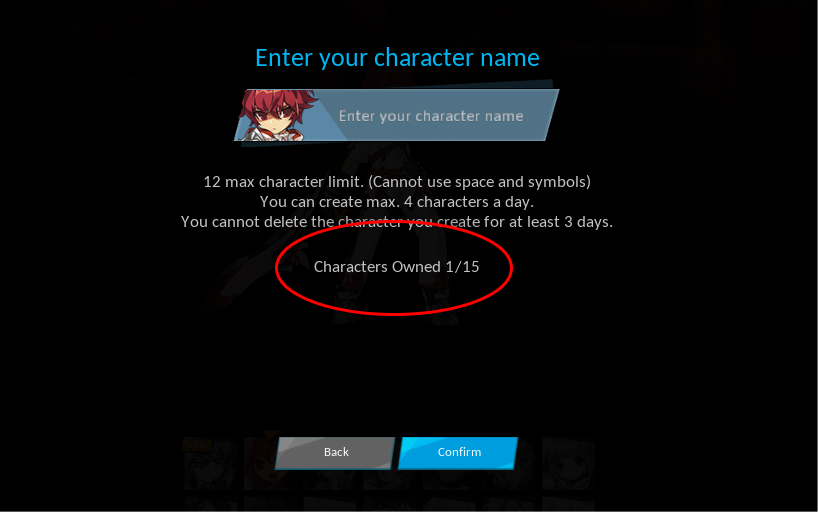 Enter your character name
Enter your character name
12 max character limit. (Cannot use space and symbols)
You can create max. 4 characters a day.
You cannot delete the character you create for at least 3 days.
Characters Owned 1/15
Back
Confirm